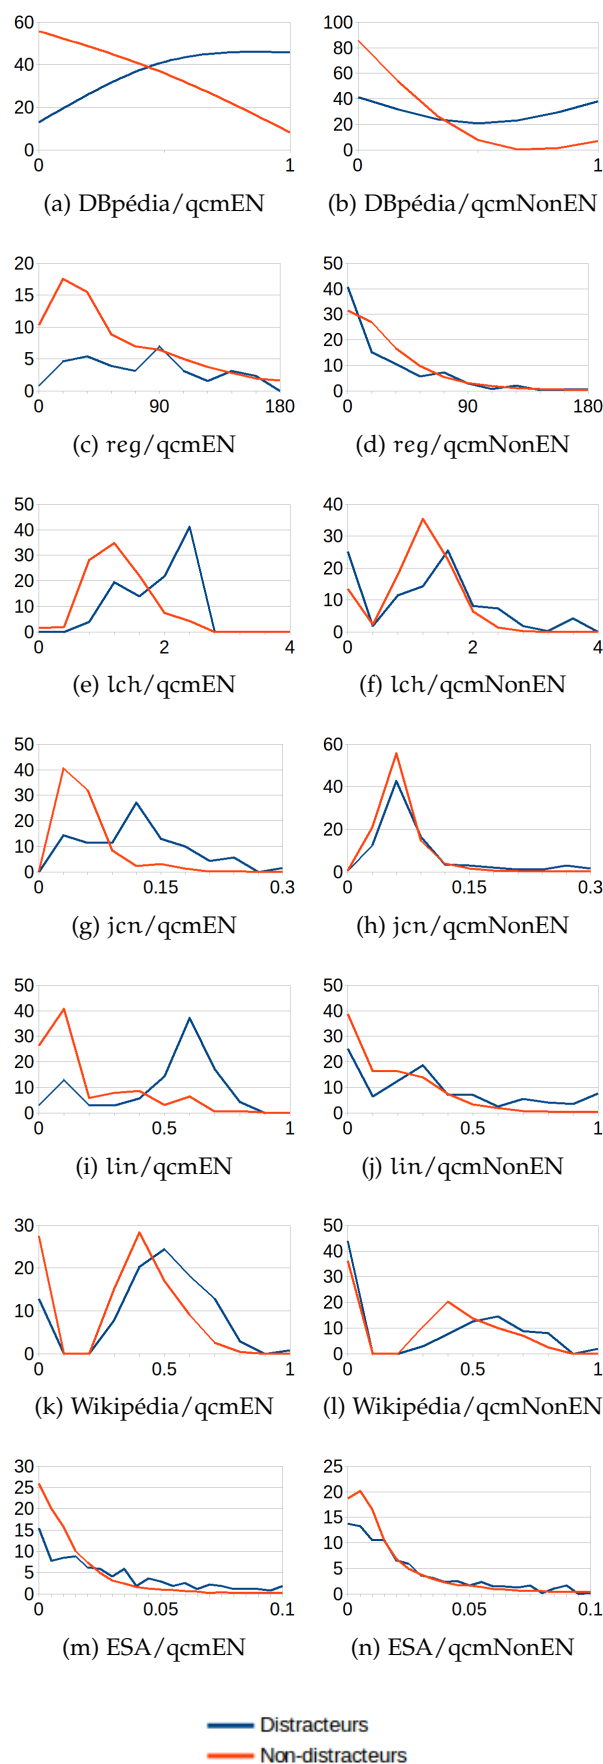 60
40
20
0
0 1
100
80
60
40
20
0
0 1
(a) DBpédia/qcmEN
(b) DBpédia/qcmNonEN
20
15
10
5
0
0 90 180
50
40
30
20
10
0
0 90 180
(c) reg/qcmEN
(d) reg/qcmNonEN
50
40
30
20
10
0
0 2 4
40
30
20
10
0
0 2 4
(e) lch/qcmEN
(f) lch/qcmNonEN
50
40
30
20
10
0
0 0.15 0.3
60
40
20
0
0 0.15 0.3
(g) jcn/qcmEN
(h) jcn/qcmNonEN
50
40
30
20
10
0
0 0.5 1
50
40
30
20
10
0
0 0.5 1
(i) lin/qcmEN
(j) lin/qcmNonEN
30
20
10
0
0 0.5 1
50
40
30
20
10
0
0 0.5 1
(k) Wikipédia/qcmEN
(l) Wikipédia/qcmNonEN
30
25
20
15
10
5
0
0 0.05 0.1
25
20
15
10
5
0
0 0.05 0.1
(m) ESA/qcmEN
(n) ESA/qcmNonEN
Distracteurs
Non-distracteurs